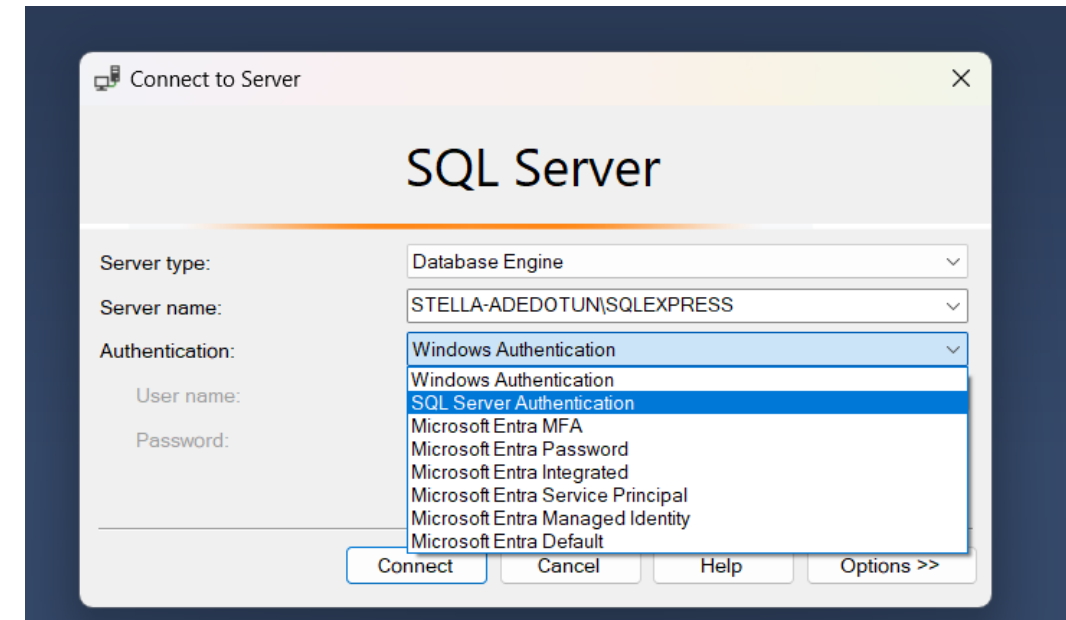 Connect to Server
SQL Server
Server type:
Database Engine
Server name:
STELLA-ADEDOTUN\SQLEXPRESS
Authentication:
Windows Authentication
Windows Authentication
User name:
SQL Server Authentication
Microsoft Entra MFA
Password:
Microsoft Entra Password
Microsoft Entra Integrated
Microsoft Entra Service Principal
Microsoft Entra Managed Identity
Microsoft Entra Default
Connect
Cancel
Help
Options >>